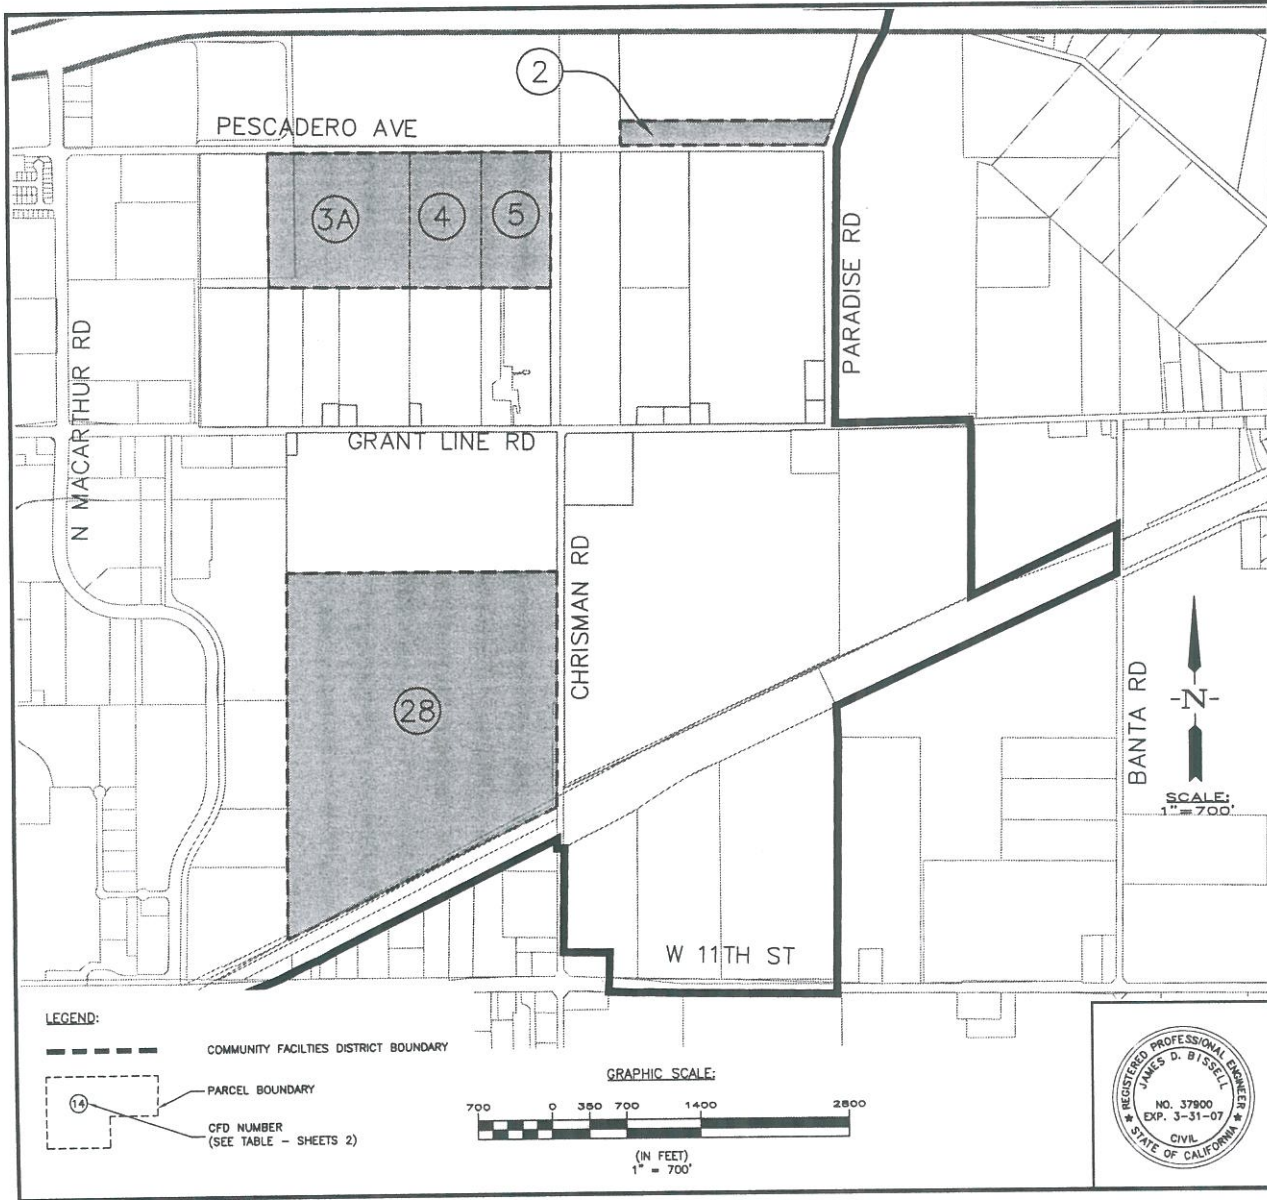 2
PESCADERO AVE
3A
4
5
PARADISE RD
N MACARTHUR RD
GRANT LINE RD
CHRISMAN RD
28
BANTA RD
-N-
SCALE:
1"=700'
W 11TH ST
LEGEND:
COMMUNITY FACILTIES DISTRICT BOUNDARY
PARCEL BOUNDARY
14
CFD NUMBER
(SEE TABLE - SHEETS 2)
GRAPHIC SCALE:
700 0 350 700 1400 2800
(IN FEET)
1" = 700'
REGISTERED PROFESSIONAL ENGINEER
JAMES D. BISSELL
NO. 37900
EXP. 3-31-07
CIVIL
STATE OF CALIFORNIA